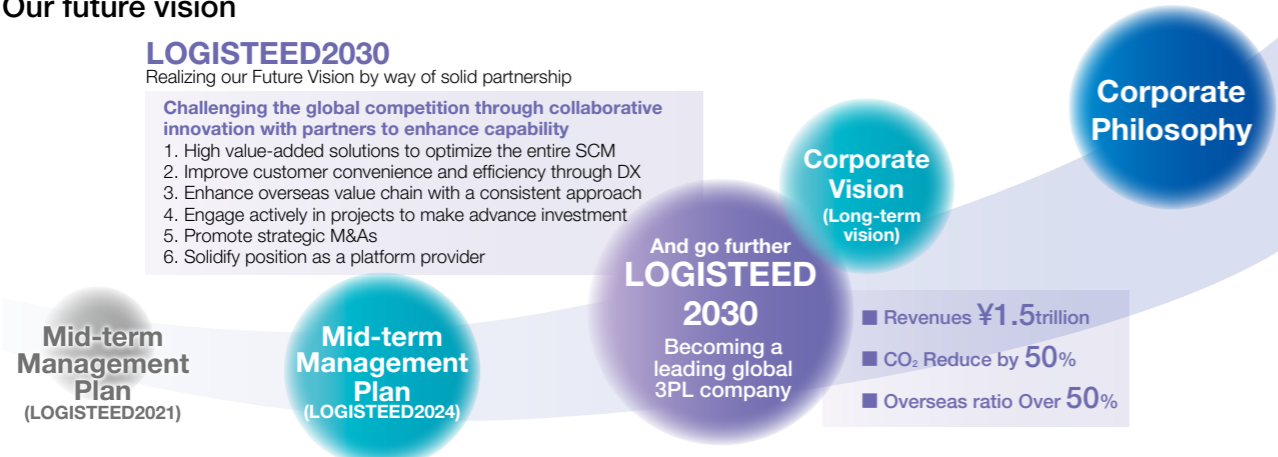 Our future vision
LOGISTEED2030
Realizing our Future Vision by way of solid partnership
Challenging the global competition through collaborative
innovation with partners to enhance capability
1. High value-added solutions to optimize the entire SCM
2. Improve customer convenience and efficiency through DX
3. Enhance overseas value chain with a consistent approach
4. Engage actively in projects to make advance investment
5. Promote strategic M&As
6. Solidify position as a platform provider
Mid-term
Management
Plan
(LOGISTEED2021)
Mid-term
Management
Plan
(LOGISTEED2024)
And go further
LOGISTEED
2030
Becoming a
leading global
3PL company
Corporate
Vision
(Long-term
vision)
Corporate
Philosophy
■ Revenues ¥1.5trillion
■ CO₂ Reduce by 50%
■ Overseas ratio Over 50%